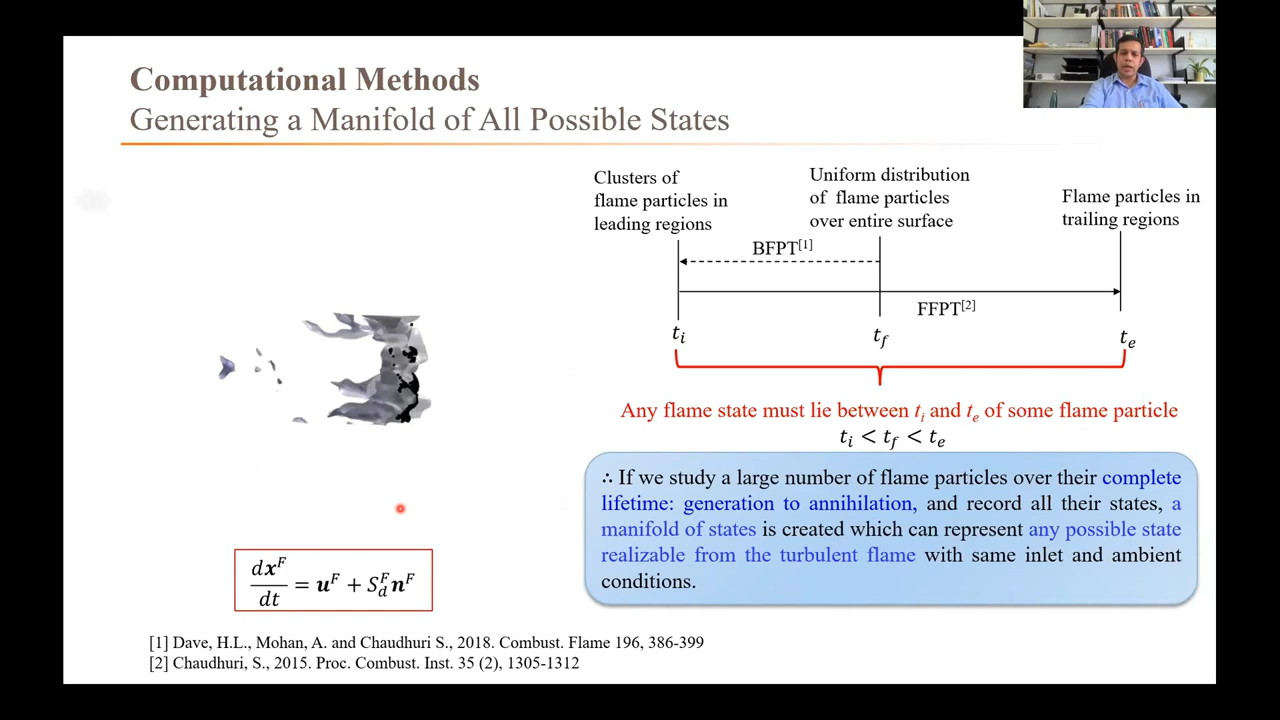 Computational Methods
Generating a Manifold of All Possible States
Clusters of
flame particles in
leading regions
Uniform distribution
of flame particles
over entire surface
Flame particles in
trailing regions
BFPT[1]
FFPT[2]
t_i
t_f
t_e
Any flame state must lie between t_i and t_e of some flame particle
t_i < t_f < t_e
∴ If we study a large number of flame particles over their complete
lifetime: generation to annihilation, and record all their states, a
manifold of states is created which can represent any possible state
realizable from the turbulent flame with same inlet and ambient
conditions.
dx^F/dt = u^F + S_d^F n^F
[1] Dave, H.L., Mohan, A. and Chaudhuri S., 2018. Combust. Flame 196, 386-399
[2] Chaudhuri, S., 2015. Proc. Combust. Inst. 35 (2), 1305-1312